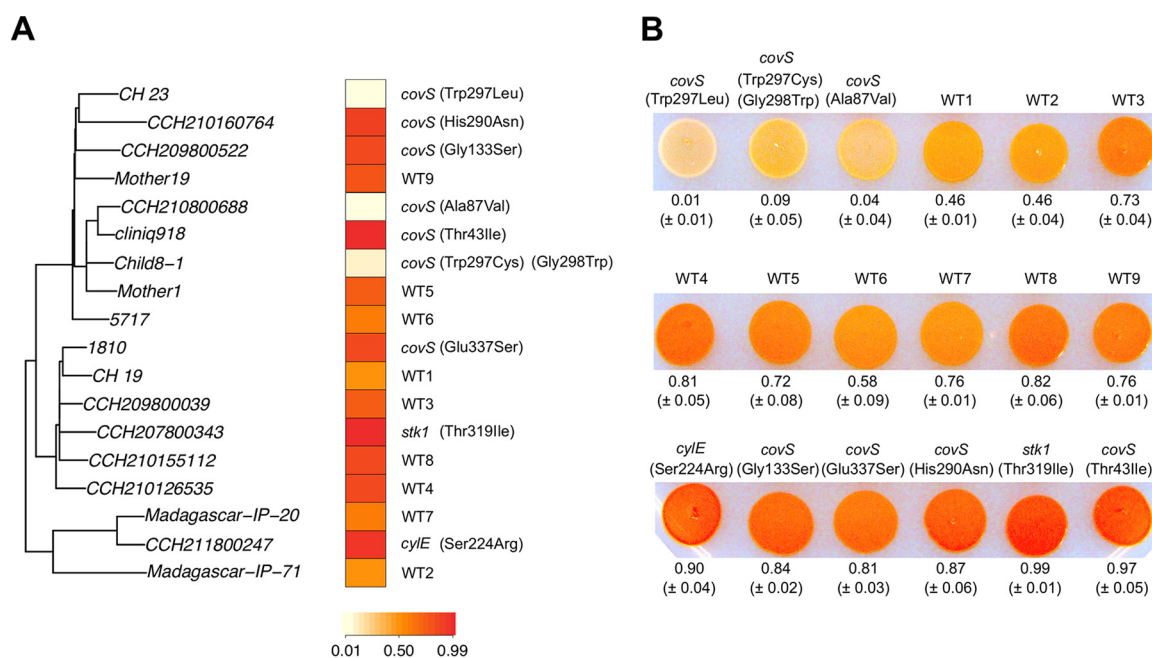 A
CH 23
CCH210160764
CCH209800522
Mother19
CCH210800688
cliniq918
Child8–1
Mother1
5717
1810
CH 19
CCH209800039
CCH207800343
CCH210155112
CCH210126535
Madagascar–IP–20
CCH211800247
Madagascar–IP–71
covS (Trp297Leu)
covS (His290Asn)
covS (Gly133Ser)
WT9
covS (Ala87Val)
covS (Thr43Ile)
covS (Trp297Cys) (Gly298Trp)
WT5
WT6
covS (Glu337Ser)
WT1
WT3
stk1 (Thr319Ile)
WT8
WT4
WT7
cylE (Ser224Arg)
WT2
0.01 0.50 0.99
B
covS
(Trp297Leu)
covS
(Trp297Cys)
(Gly298Trp)
covS
(Ala87Val)
WT1 WT2 WT3
0.01 0.09 0.04 0.46 0.46 0.73
(± 0.01) (± 0.05) (± 0.04) (± 0.01) (± 0.04) (± 0.04)
WT4 WT5 WT6 WT7 WT8 WT9
0.81 0.72 0.58 0.76 0.82 0.76
(± 0.05) (± 0.08) (± 0.09) (± 0.01) (± 0.06) (± 0.01)
cylE covS covS covS stk1 covS
(Ser224Arg) (Gly133Ser) (Glu337Ser) (His290Asn) (Thr319Ile) (Thr43Ile)
0.90 0.84 0.81 0.87 0.99 0.97
(± 0.04) (± 0.02) (± 0.03) (± 0.06) (± 0.01) (± 0.05)